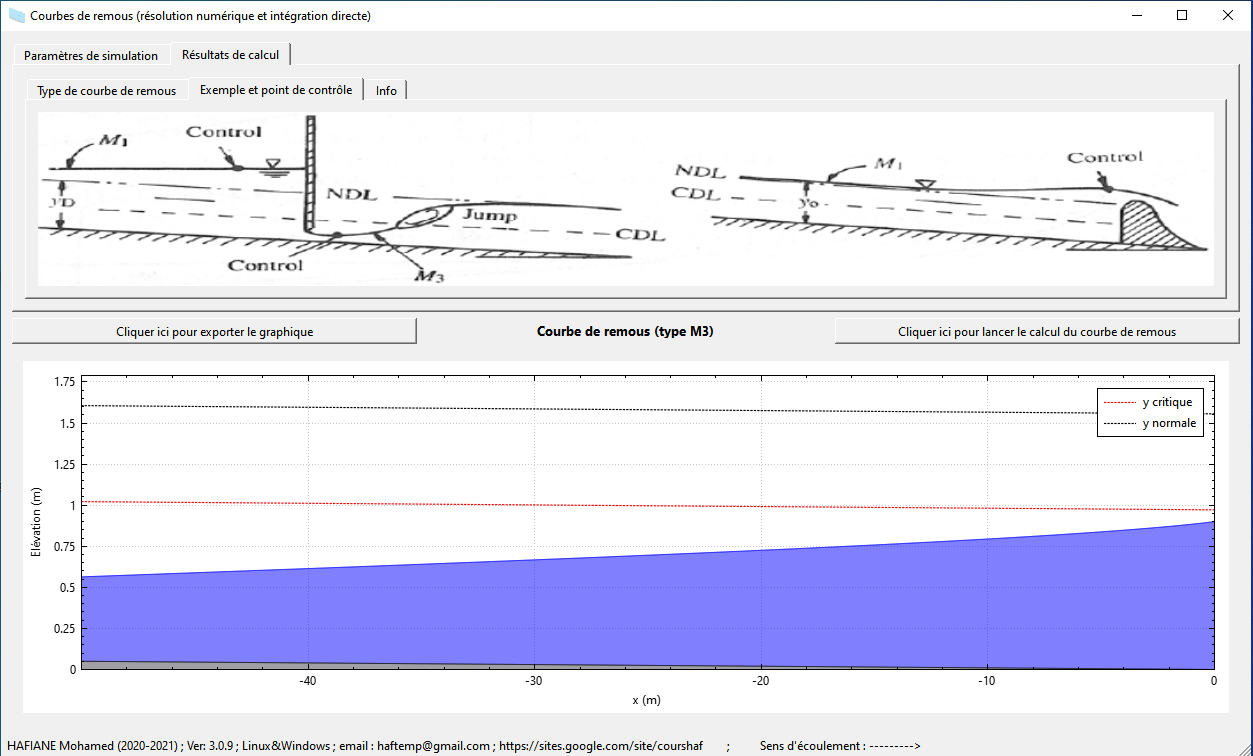 Courbes de remous (résolution numérique et intégration directe)
Paramètres de simulation
Résultats de calcul
Type de courbe de remous
Exemple et point de contrôle
Info
M1
Control
NDL
yD
Jump
CDL
Control
M3
NDL
M1
Control
CDL
yo
Cliquer ici pour exporter le graphique
Courbe de remous (type M3)
Cliquer ici pour lancer le calcul du courbe de remous
1.75
1.5
1.25
1
0.75
0.5
0.25
0
Elévation (m)
y critique
y normale
-40
-30
-20
-10
0
x (m)
HAFIANE Mohamed (2020-2021) ; Ver: 3.0.9 ; Linux&Windows ; email : haftemp@gmail.com ; https://sites.google.com/site/courshaf ; Sens d'écoulement : --------->